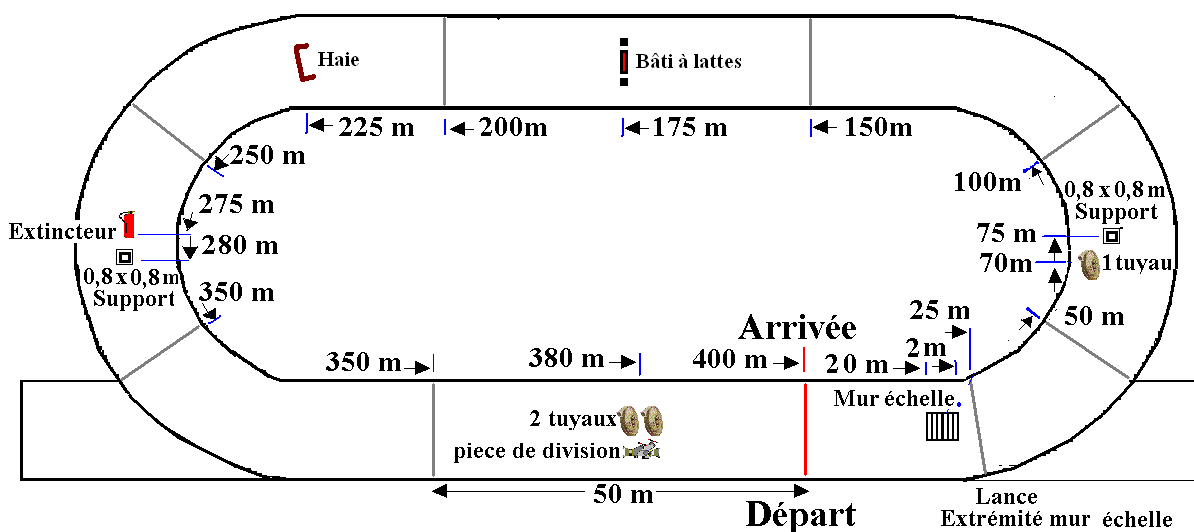 Haie
Bâti à lattes
225 m
200m
175 m
150m
250 m
100m
0,8 x 0,8 m
Support
275 m
Extincteur
280 m
75 m
70m
1 tuyau
0,8 x 0,8 m
Support
350 m
25 m
50 m
Arrivée
350 m
380 m
400 m
20 m
2m
Mur échelle
2 tuyaux
piece de division
50 m
Départ
Lance
Extrémité mur échelle